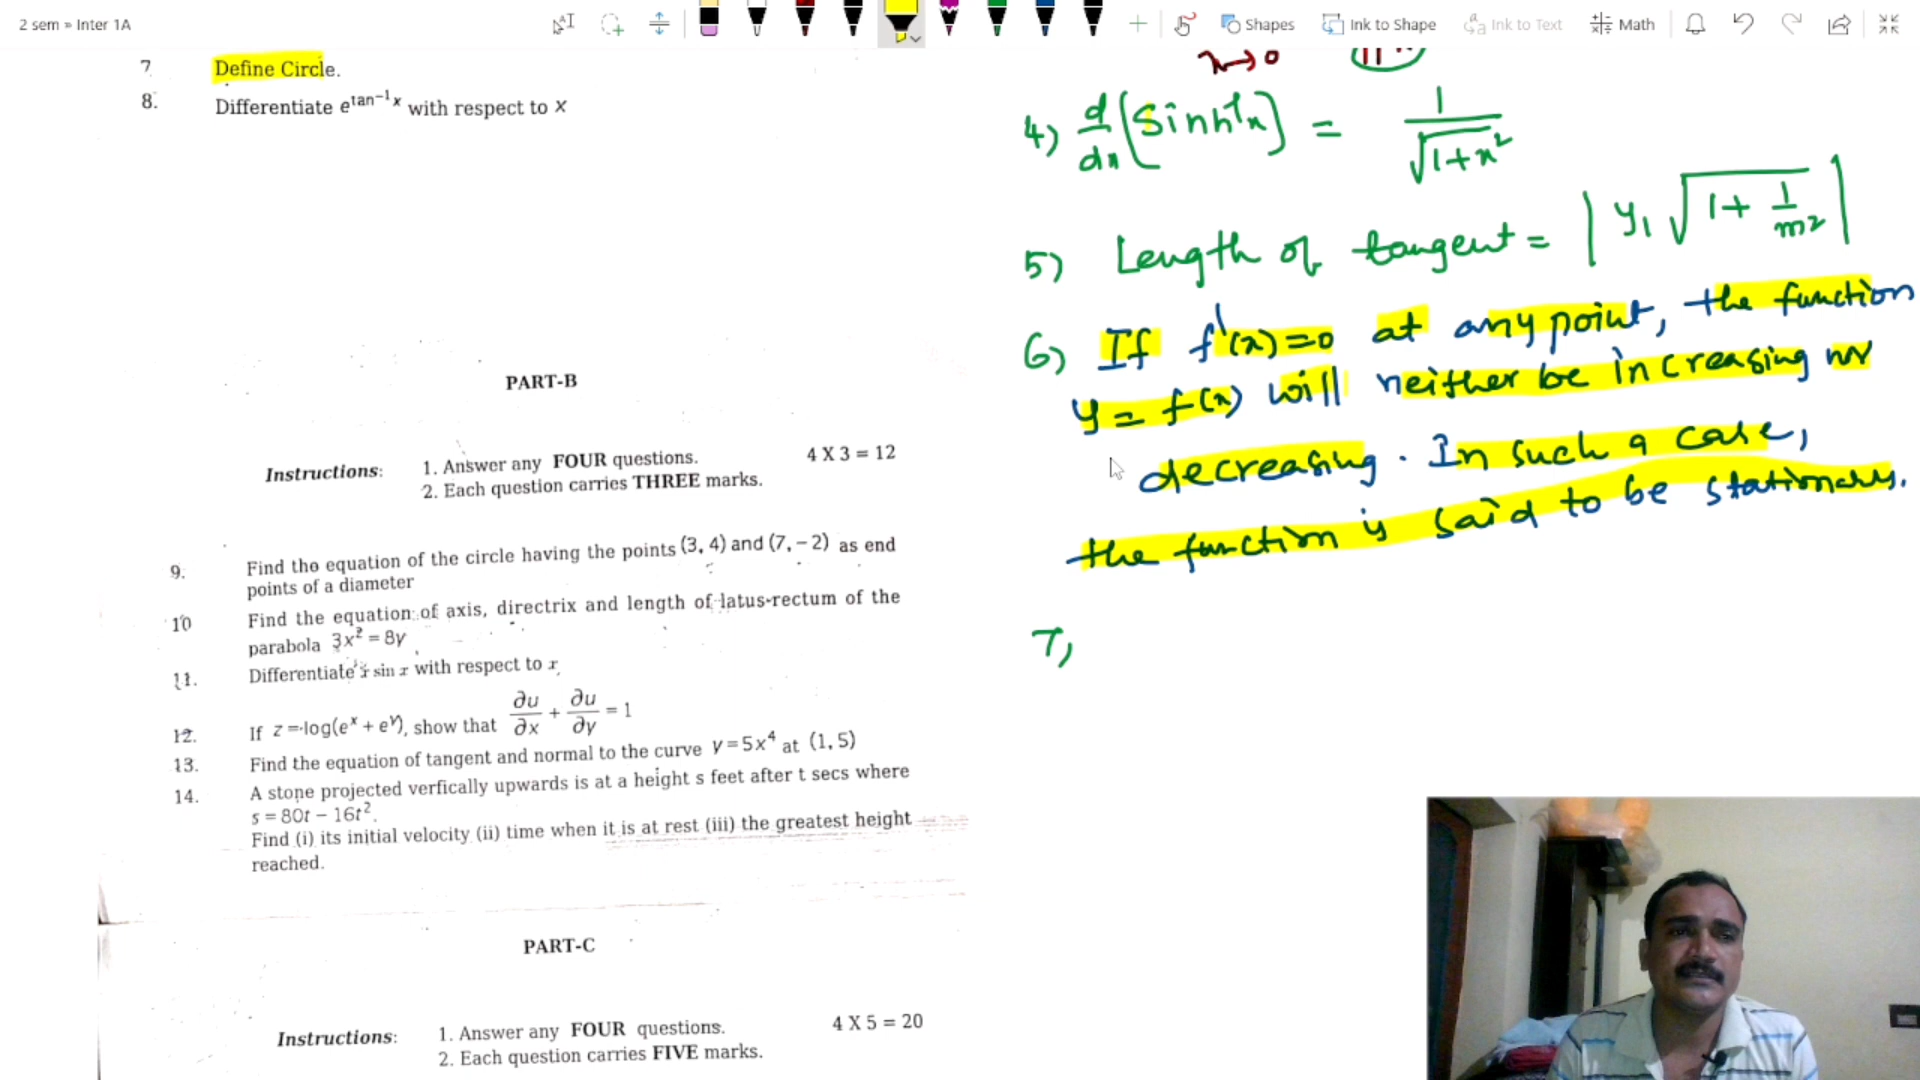 2 sem » Inter 1A
Shapes
Ink to Shape
Ink to Text
Math
7 Define Circle.
8. Differentiate e^tan⁻¹x with respect to x
PART-B
Instructions: 1. Answer any FOUR questions. 4 X 3 = 12
2. Each question carries THREE marks.
9. Find the equation of the circle having the points (3, 4) and (7, – 2) as end
points of a diameter
10 Find the equation of axis, directrix and length of latus-rectum of the
parabola 3x² = 8y
11. Differentiate x sin x with respect to x
12. If z = log(e^x + e^y), show that ∂u/∂x + ∂u/∂y = 1
13. Find the equation of tangent and normal to the curve y = 5x⁴ at (1, 5)
14. A stone projected verfically upwards is at a height s feet after t secs where
s = 80t – 16t².
Find (i) its initial velocity (ii) time when it is at rest (iii) the greatest height
reached.
PART-C
Instructions: 1. Answer any FOUR questions. 4 X 5 = 20
2. Each question carries FIVE marks.
x→0
4) d/dx [Sinh⁻¹x] = 1/√(1+x²)
5) Length of tangent = | y₁ √(1 + 1/m²) |
6) If f'(x)=0 at any point, the function
y = f(x) will neither be increasing nor
decreasing. In such a case,
the function is said to be stationary.
7)